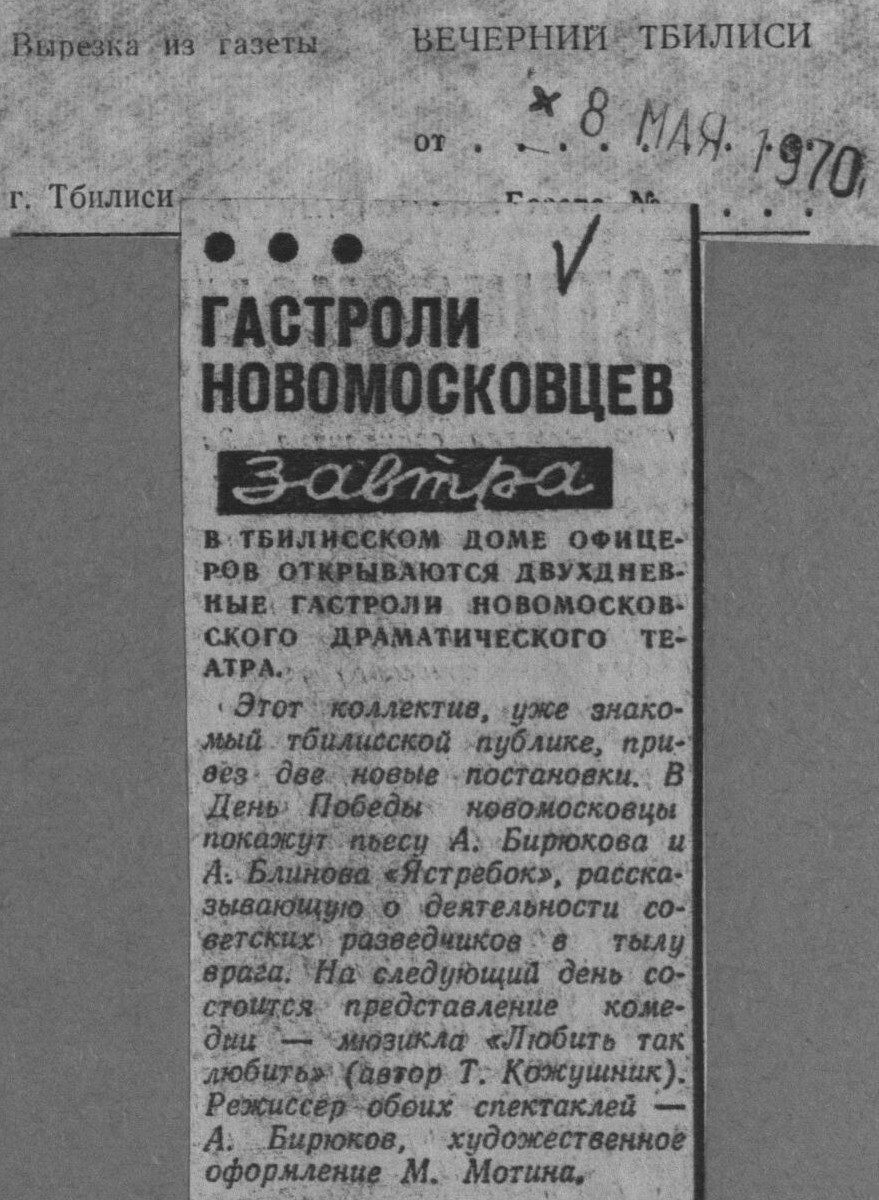 Вырезка из газеты
ВЕЧЕРНИЙ ТБИЛИСИ
от . . . . . . . .
8 МАЯ 1970
г. Тбилиси
ГАСТРОЛИ
НОВОМОСКОВЦЕВ
завтра
В ТБИЛИССКОМ ДОМЕ ОФИЦЕ-
РОВ ОТКРЫВАЮТСЯ ДВУХДНЕВ-
НЫЕ ГАСТРОЛИ НОВОМОСКОВ-
СКОГО ДРАМАТИЧЕСКОГО ТЕ-
АТРА.
Этот коллектив, уже знако-
мый тбилисской публике, при-
вез две новые постановки. В
День Победы новомосковцы
покажут пьесу А. Бирюкова и
А. Блинова «Ястребок», расска-
зывающую о деятельности со-
ветских разведчиков в тылу
врага. На следующий день со-
стоится представление коме-
дии — мюзикла «Любить так
любить» (автор Т. Кожушник).
Режиссер обоих спектаклей —
А. Бирюков, художественное
оформление М. Мотина.